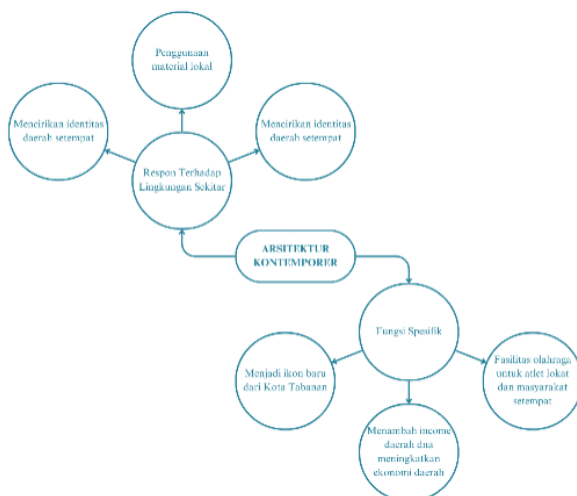 Penggunaan
material lokal
Mencirikan identitas
daerah setempat
Mencirikan identitas
daerah setempat
Respon Terhadap
Lingkungan Sekitar
ARSITEKTUR
KONTEMPORER
Fungsi Spesifik
Menjadi ikon baru
dari Kota Tabanan
Fasilitas olahraga
untuk atlet lokat
dan masyarakat
setempat
Menambah income
daerah dna
meningkatkan
ekonomi daerah